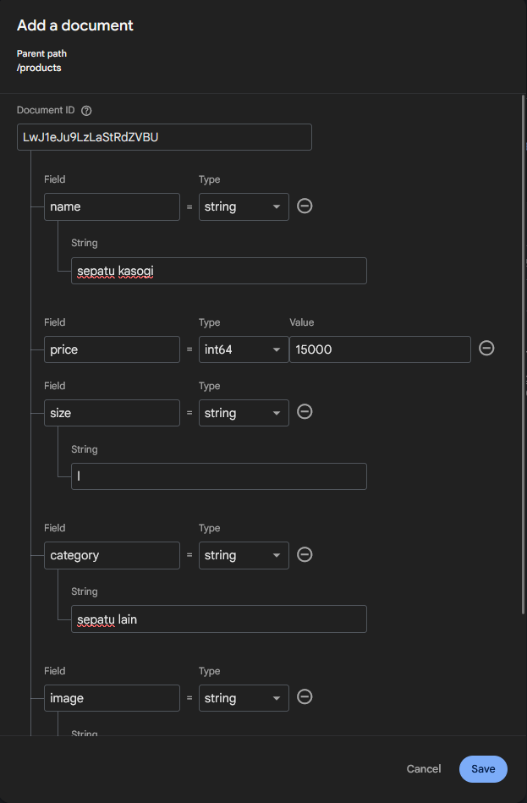 Add a document
Parent path
/products
Document ID
LwJ1eJu9LzLaStRdZVBU
Field Type
name = string
String
sepatu kasogi
Field Type Value
price = int64 15000
Field Type
size = string
String
l
Field Type
category = string
String
sepatu lain
Field Type
image = string
String
Cancel Save